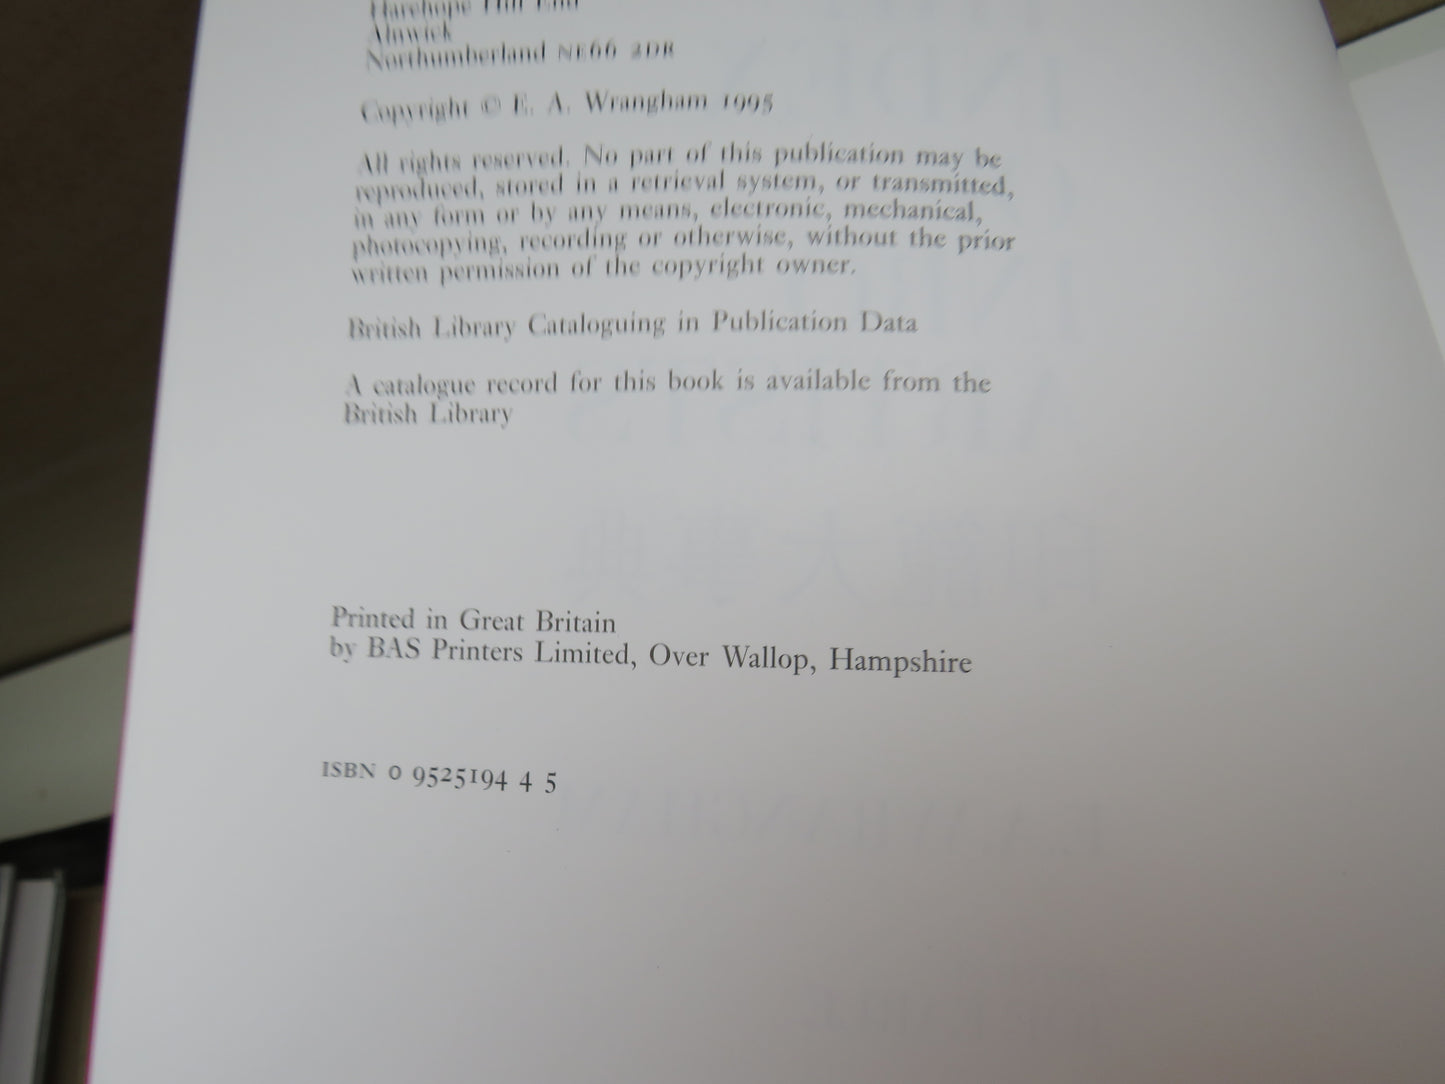 Harehope Hill End
Alnwick
Northumberland NE66 2DR
Copyright © E. A. Wrangham 1995
All rights reserved. No part of this publication may be
reproduced, stored in a retrieval system, or transmitted,
in any form or by any means, electronic, mechanical,
photocopying, recording or otherwise, without the prior
written permission of the copyright owner.
British Library Cataloguing in Publication Data
A catalogue record for this book is available from the
British Library
Printed in Great Britain
by BAS Printers Limited, Over Wallop, Hampshire
ISBN 0 9525194 4 5